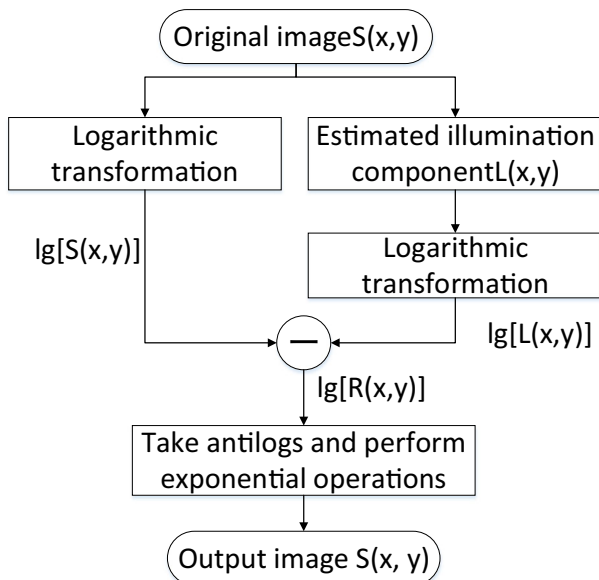 Original imageS(x,y)
Logarithmic
transformation
Estimated illumination
componentL(x,y)
lg[S(x,y)]
Logarithmic
transformation
—
lg[L(x,y)]
lg[R(x,y)]
Take antilogs and perform
exponential operations
Output image S(x, y)